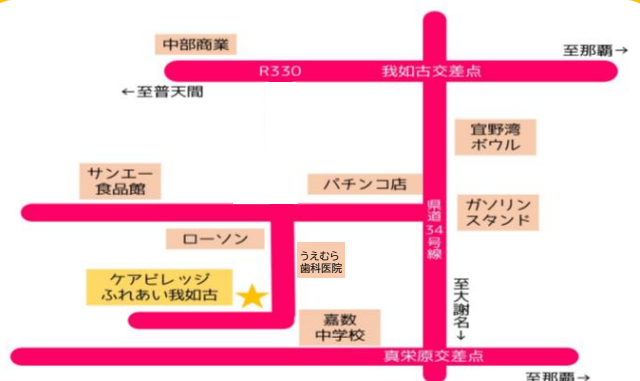 中部商業
至那覇→
R330
我如古交差点
←至普天間
宜野湾
ボウル
サンエー
食品館
パチンコ店
ガソリン
スタンド
県道34号線
ローソン
うえむら
歯科医院
ケアビレッジ
ふれあい我如古
至大謝名→
嘉数
中学校
真栄原交差点
至那覇→